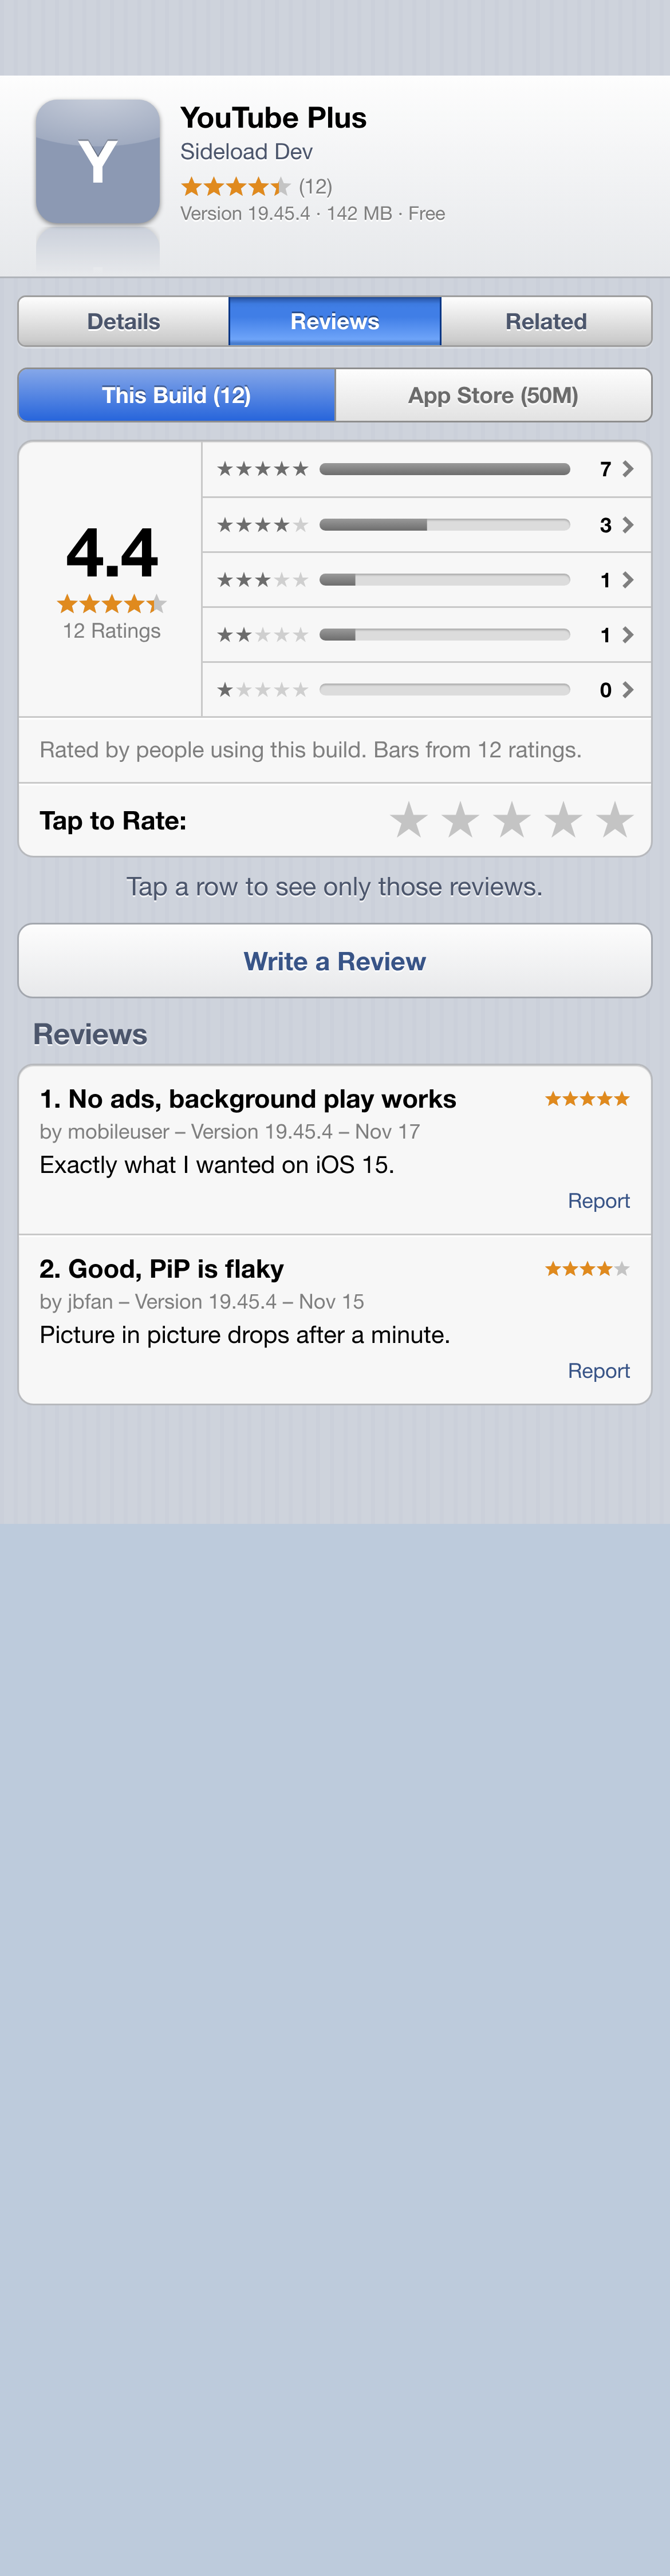 Y
YouTube Plus
Sideload Dev
★★★★★ (12)
Version 19.45.4 · 142 MB · Free
Details
Reviews
Related
This Build (12)
App Store (50M)
4.4
12 Ratings
★★★★★ 7
★★★★★ 3
★★★★★ 1
★★★★★ 1
★★★★★ 0
Rated by people using this build. Bars from 12 ratings.
Tap to Rate:
Tap a row to see only those reviews.
Write a Review
Reviews
1. No ads, background play works
by mobileuser – Version 19.45.4 – Nov 17
Exactly what I wanted on iOS 15.
Report
2. Good, PiP is flaky
by jbfan – Version 19.45.4 – Nov 15
Picture in picture drops after a minute.
Report